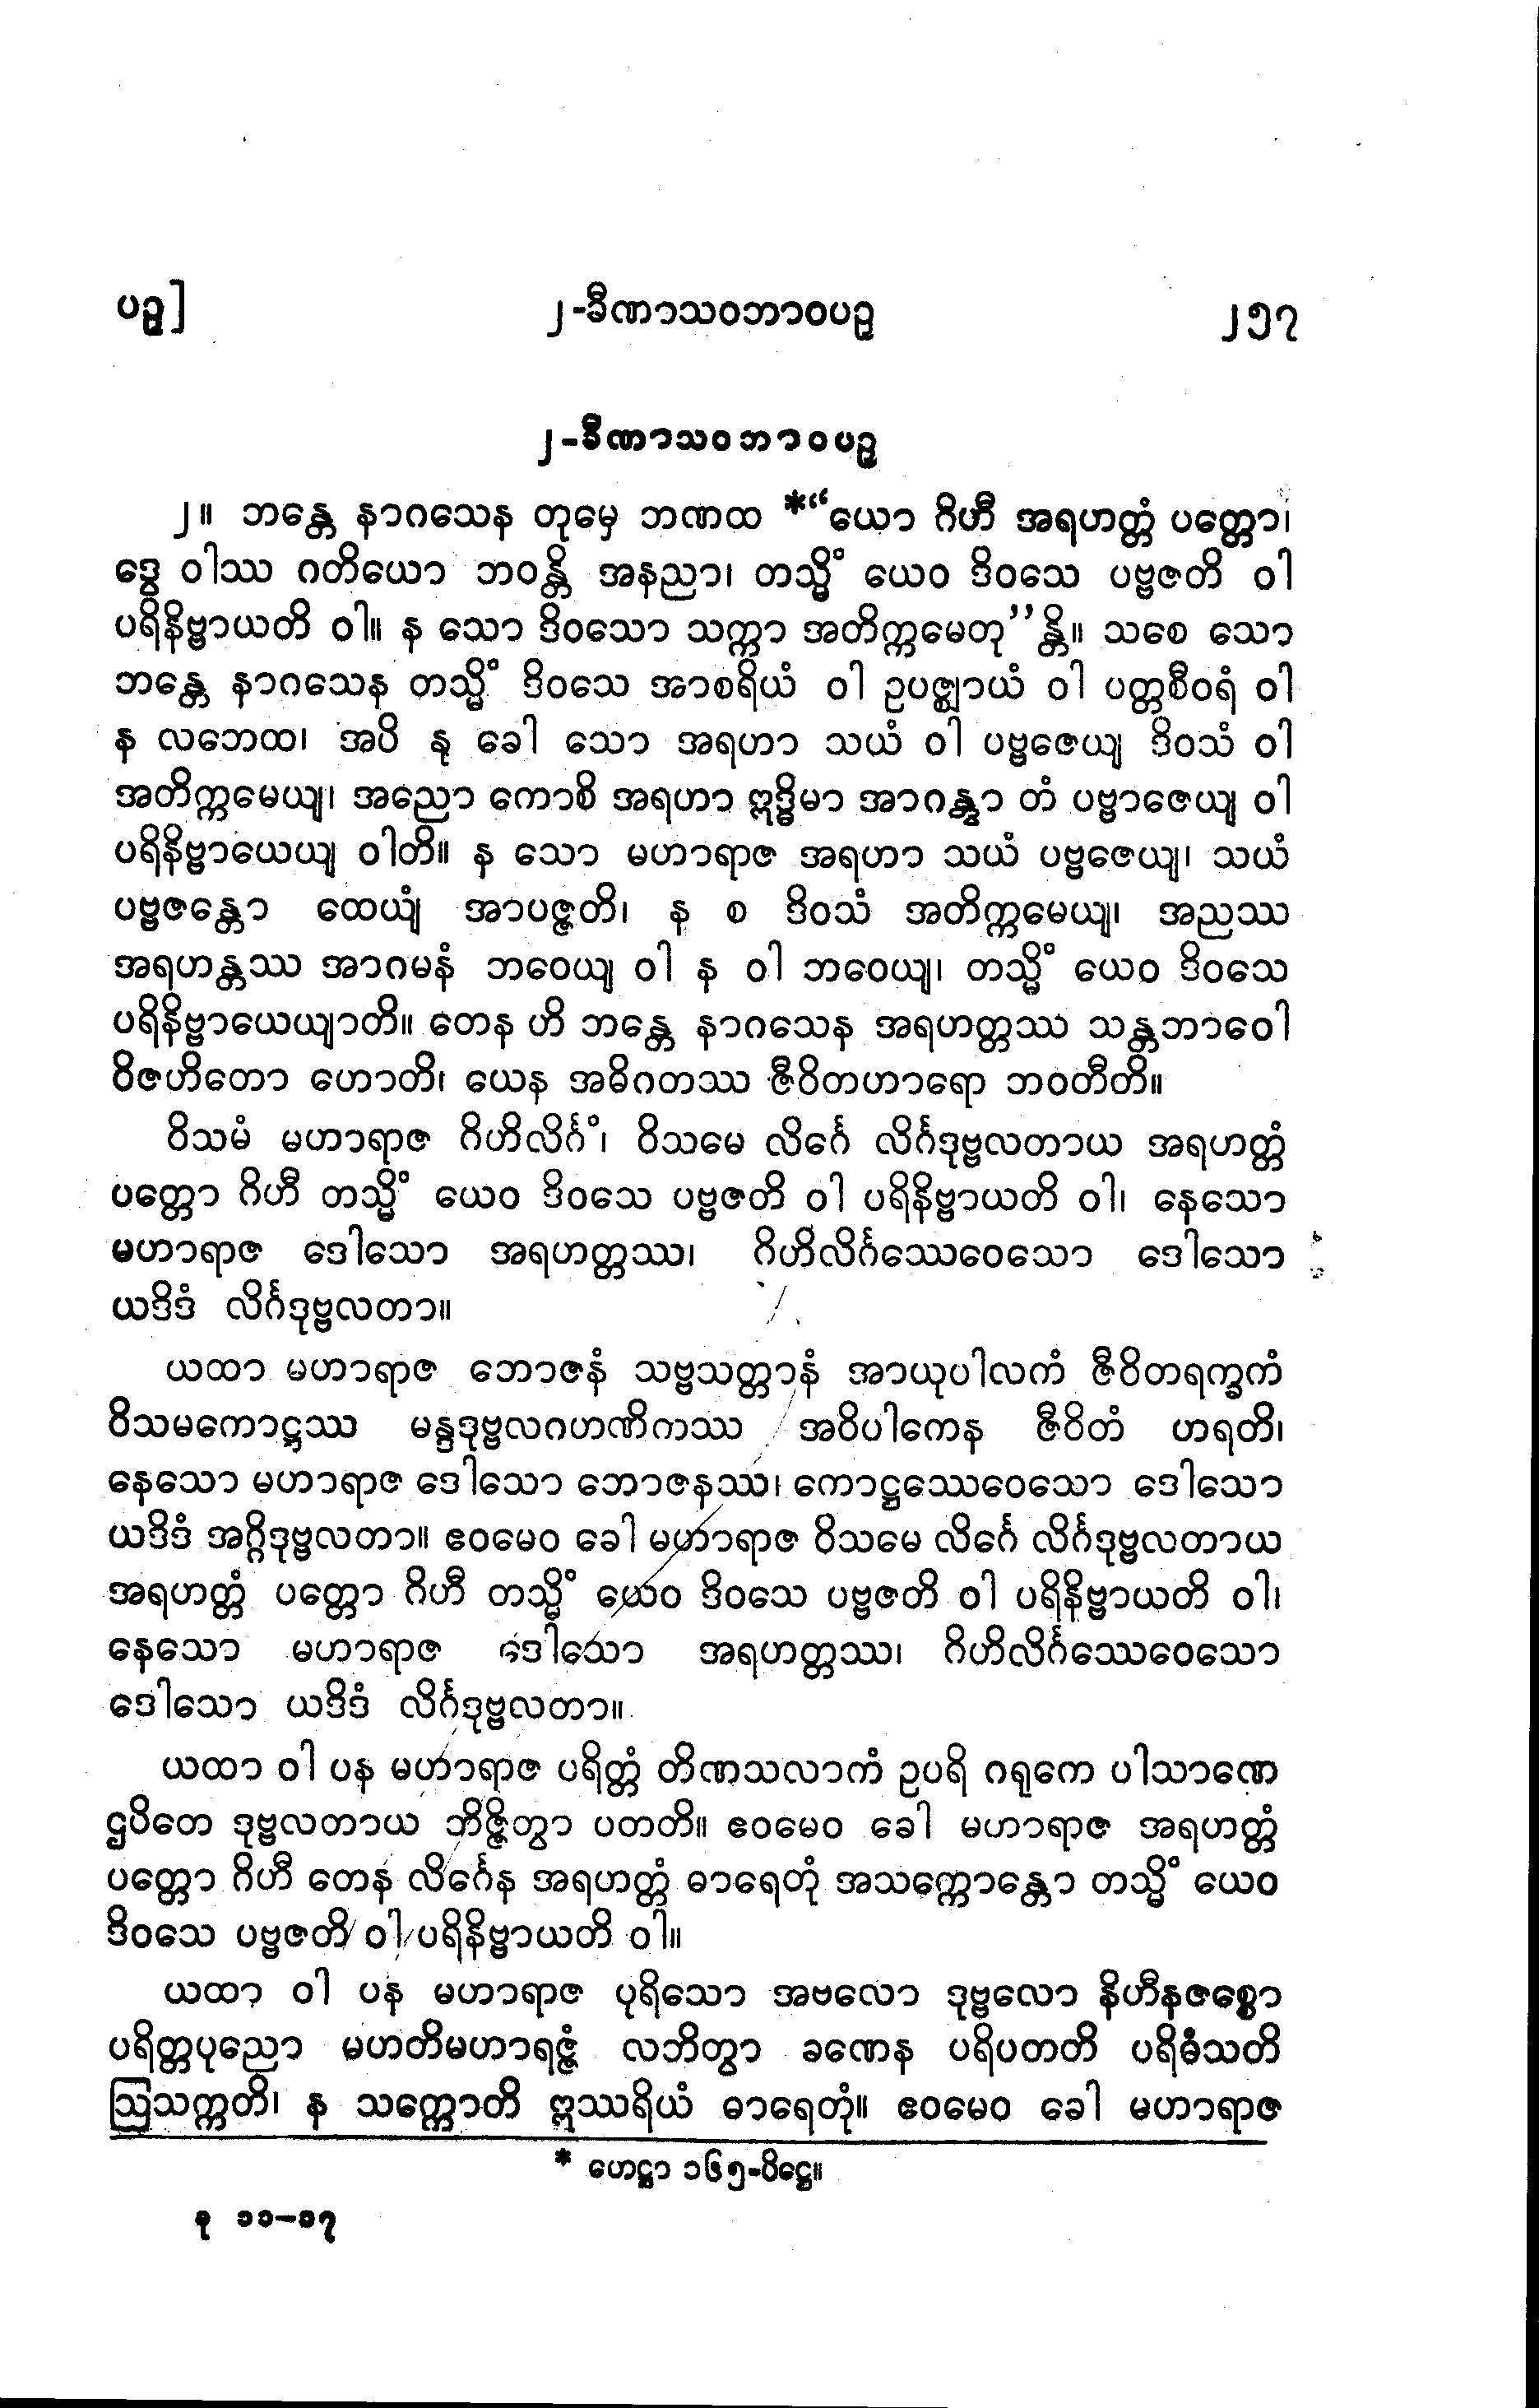 ပဥှ]
၂-ခီဏာသဝဘာဝပဥှ
၂၅၇
၂-ခီဏာသဝဘာဝပဥှ
၂။ ဘန္တေ နာဂသေန တုမှေ ဘဏထ *“ယော ဂိဟီ အရဟတ္တံ ပတ္တော၊
ဒွေ ဝါဿ ဂတိယော ဘဝန္တိ အနညာ၊ တသ္မိံ ယေဝ ဒိဝသေ ပဗ္ဗဇတိ ဝါ
ပရိနိဗ္ဗာယတိ ဝါ။ န သော ဒိဝသော သက္ကာ အတိက္ကမေတု”န္တိ။ သစေ သော
ဘန္တေ နာဂသေန တသ္မိံ ဒိဝသေ အာစရိယံ ဝါ ဥပဇ္ဈာယံ ဝါ ပတ္တစီဝရံ ဝါ
န လဘေထ၊ အပိ နု ခေါ သော အရဟာ သယံ ဝါ ပဗ္ဗဇေယျ ဒိဝသံ ဝါ
အတိက္ကမေယျ၊ အညော ကောစိ အရဟာ ဣဒ္ဓိမာ အာဂန္တွာ တံ ပဗ္ဗာဇေယျ ဝါ
ပရိနိဗ္ဗာယေယျ ဝါတိ။ န သော မဟာရာဇ အရဟာ သယံ ပဗ္ဗဇေယျ၊ သယံ
ပဗ္ဗဇန္တော ထေယျံ အာပဇ္ဇတိ၊ န စ ဒိဝသံ အတိက္ကမေယျ၊ အညဿ
အရဟန္တဿ အာဂမနံ ဘဝေယျ ဝါ န ဝါ ဘဝေယျ၊ တသ္မိံ ယေဝ ဒိဝသေ
ပရိနိဗ္ဗာယေယျာတိ။ တေန ဟိ ဘန္တေ နာဂသေန အရဟတ္တဿ သန္တဘာဝေါ
ဝိဇဟိတော ဟောတိ၊ ယေန အဓိဂတဿ ဇီဝိတဟာရော ဘဝတီတိ။
ဝိသမံ မဟာရာဇ ဂိဟိလိင်္ဂံ၊ ဝိသမေ လိင်္ဂေ လိင်္ဂဒုဗ္ဗလတာယ အရဟတ္တံ
ပတ္တော ဂိဟီ တသ္မိံ ယေဝ ဒိဝသေ ပဗ္ဗဇတိ ဝါ ပရိနိဗ္ဗာယတိ ဝါ၊ နေသော
မဟာရာဇ ဒေါသော အရဟတ္တဿ၊ ဂိဟိလိင်္ဂဿေဝေသော ဒေါသော
ယဒိဒံ လိင်္ဂဒုဗ္ဗလတာ။
ယထာ မဟာရာဇ ဘောဇနံ သဗ္ဗသတ္တာနံ အာယုပါလကံ ဇီဝိတရက္ခကံ
ဝိသမကောဋ္ဌဿ မန္ဒဒုဗ္ဗလဂဟဏိကဿ အဝိပါကေန ဇီဝိတံ ဟရတိ၊
နေသော မဟာရာဇ ဒေါသော ဘောဇနဿ၊ ကောဋ္ဌဿေဝေသော ဒေါသော
ယဒိဒံ အဂ္ဂိဒုဗ္ဗလတာ။ ဧဝမေဝ ခေါ မဟာရာဇ ဝိသမေ လိင်္ဂေ လိင်္ဂဒုဗ္ဗလတာယ
အရဟတ္တံ ပတ္တော ဂိဟီ တသ္မိံ ယေဝ ဒိဝသေ ပဗ္ဗဇတိ ဝါ ပရိနိဗ္ဗာယတိ ဝါ၊
နေသော မဟာရာဇ ဒေါသော အရဟတ္တဿ၊ ဂိဟိလိင်္ဂဿေဝေသော
ဒေါသော ယဒိဒံ လိင်္ဂဒုဗ္ဗလတာ။
ယထာ ဝါ ပန မဟာရာဇ ပရိတ္တံ တိဏသလာကံ ဥပရိ ဂရုကေ ပါသာဏေ
ဌပိတေ ဒုဗ္ဗလတာယ ဘိဇ္ဇိတွာ ပတတိ။ ဧဝမေဝ ခေါ မဟာရာဇ အရဟတ္တံ
ပတ္တော ဂိဟီ တေန လိင်္ဂေန အရဟတ္တံ ဓာရေတုံ အသက္ကောန္တော တသ္မိံ ယေဝ
ဒိဝသေ ပဗ္ဗဇတိ ဝါ ပရိနိဗ္ဗာယတိ ဝါ။
ယထာ ဝါ ပန မဟာရာဇ ပုရိသော အဗလော ဒုဗ္ဗလော နိဟီနဇစ္စော
ပရိတ္တပုညော မဟတိမဟာရဇ္ဇံ လဘိတွာ ခဏေန ပရိပတတိ ပရိဓံသတိ
ဩသက္ကတိ၊ န သက္ကောတိ ဣဿရိယံ ဓာရေတုံ။ ဧဝမေဝ ခေါ မဟာရာဇ
* ဟေဋ္ဌာ ၁၆၅-ပိဋ္ဌေ။
ခု ၁၁–၁၇